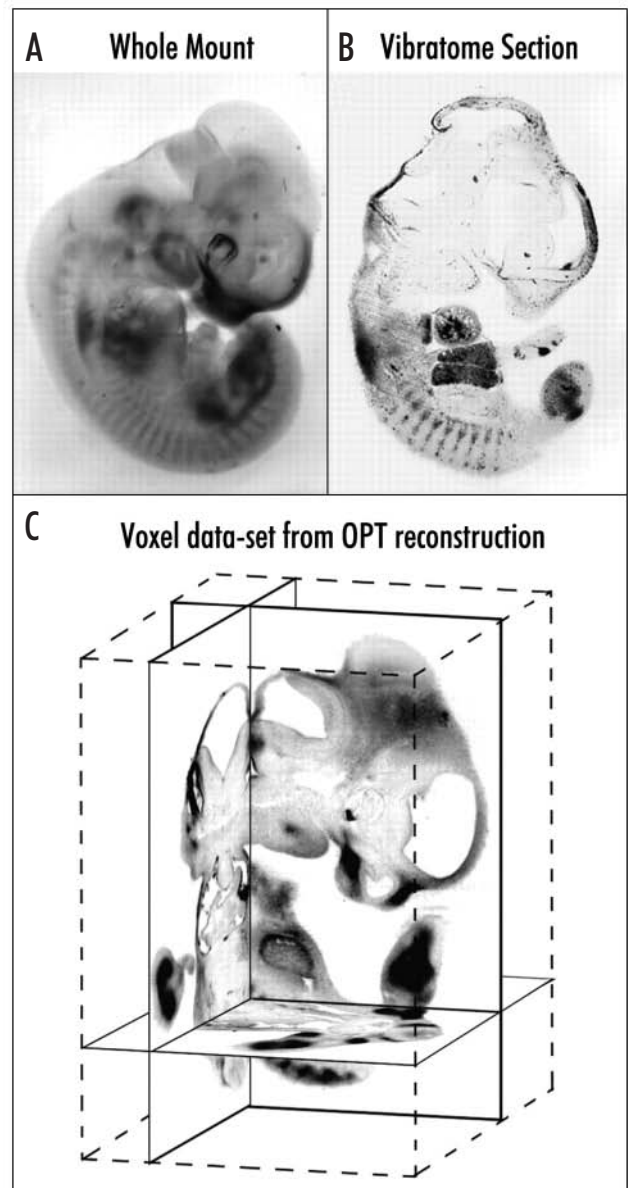 A Whole Mount
B Vibratome Section
C Voxel data-set from OPT reconstruction